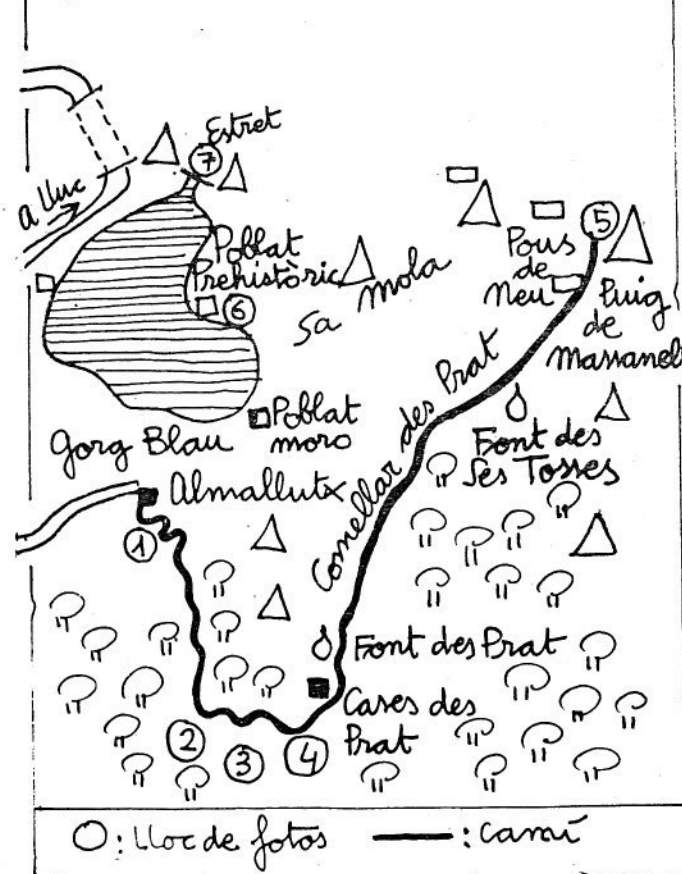 Estret
7
a Lluc
5
Poblat
Prehistòric
6
Sa mola
Pous
de
Neu
Puig
de
Massanell
Poblat
moro
Gorg Blau
Comellar des Prat
Font des
Ses Tosses
Almallutx
1
Font des Prat
Cases des
Prat
2
3
4
O: Lloc de fotos
: camí